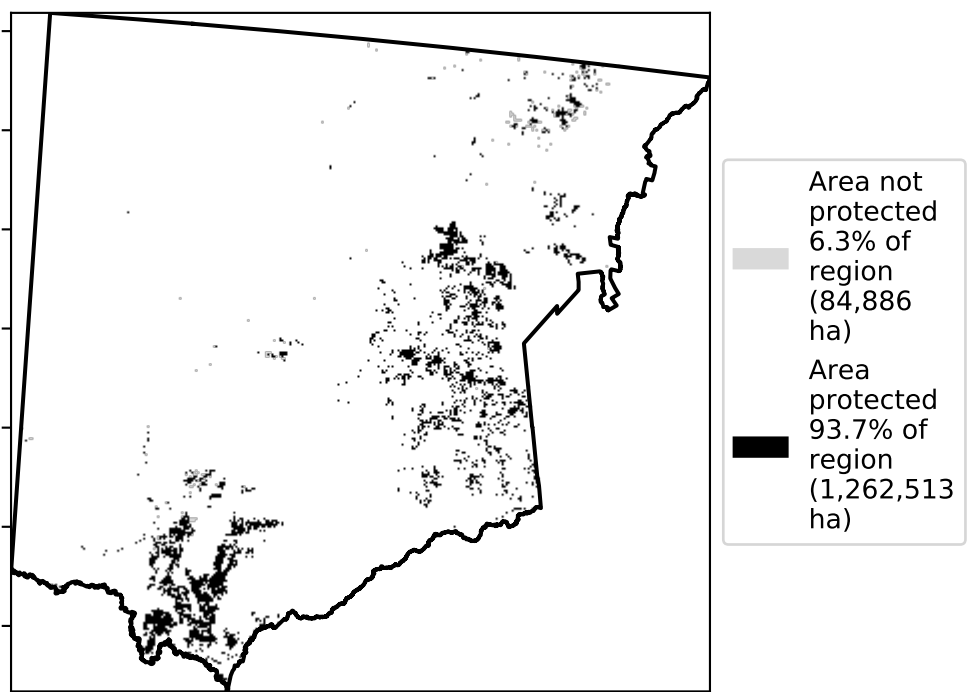 Area not
protected
6.3% of
region
(84,886
ha)
Area
protected
93.7% of
region
(1,262,513
ha)